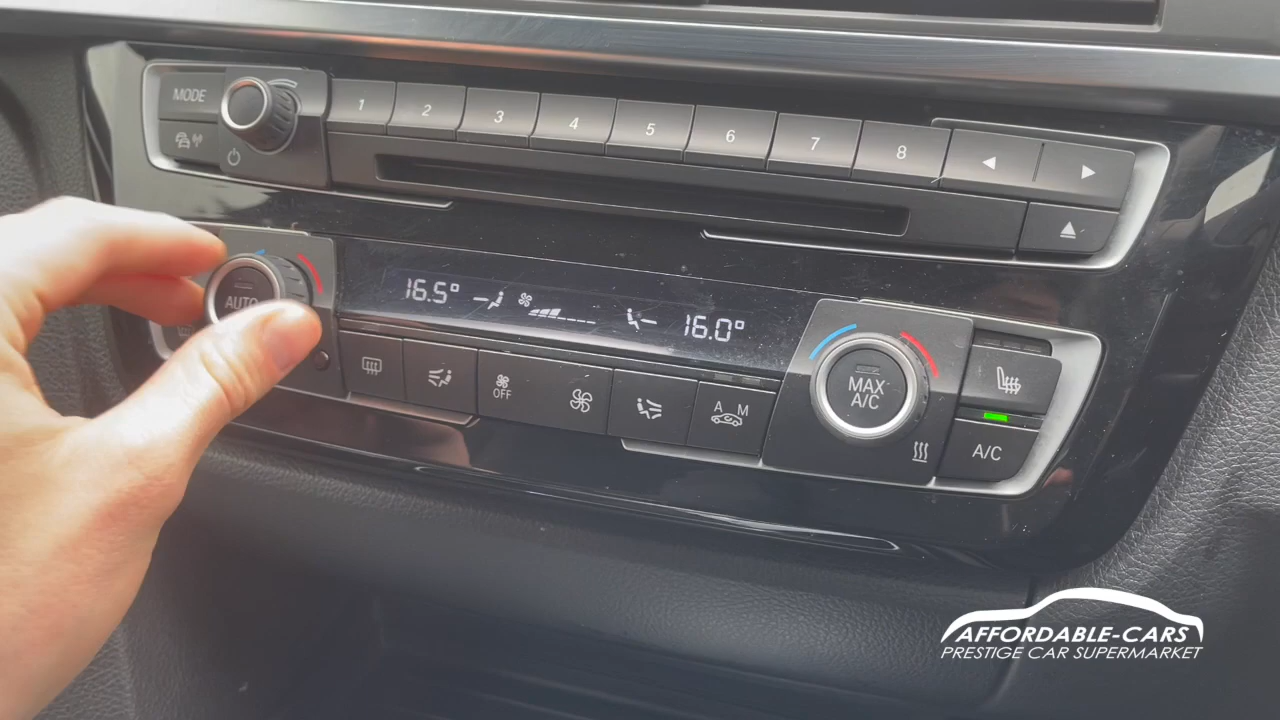 MODE
1 2 3 4 5 6 7 8
AUTO
16.5° 16.0°
OFF
A M
MAX
A/C
A/C
AFFORDABLE-CARS
PRESTIGE CAR SUPERMARKET